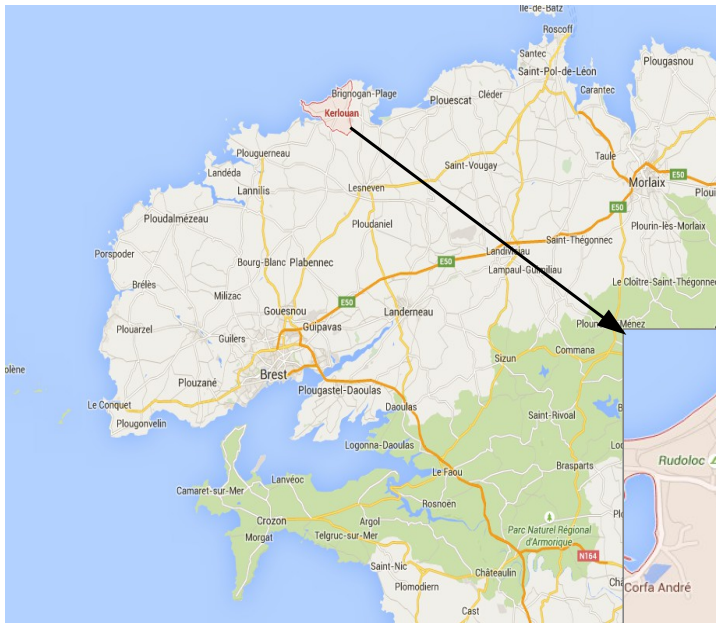 Île-de-Batz
Roscoff
Santec
Plougasnou
Saint-Pol-de-Léon
Brignogan-Plage
Cléder
Carantec
Plouescat
Kerlouan
Plouguerneau
Taule
Saint-Vougay
Landéda
E50
Morlaix
Lannilis
Lesneven
E50
Ploudalmézeau
Ploudaniel
Plourin-lès-Morlaix
Saint-Thégonnec
Landivisiau
Porspoder
Bourg-Blanc
Plabennec
E50
Lampaul-Guimiliau
Brélès
Le Cloître-Saint-Thégonnec
Milizac
E50
Gouesnou
Landerneau
Plouarzel
Guipavas
Guilers
Commana
Sizun
Brest
Plouzané
Plougastel-Daoulas
Le Conquet
Daoulas
Saint-Rivoal
Plougonvelin
Logonna-Daoulas
Rudoloc
Le Faou
Brasparts
Lanvéoc
Camaret-sur-Mer
Rosnoën
Crozon
Argol
Telgruc-sur-Mer
Parc Naturel Régional
d'Armorique
Morgat
N164
Saint-Nic
Châteaulin
Plomodiern
Corfa André
Cast